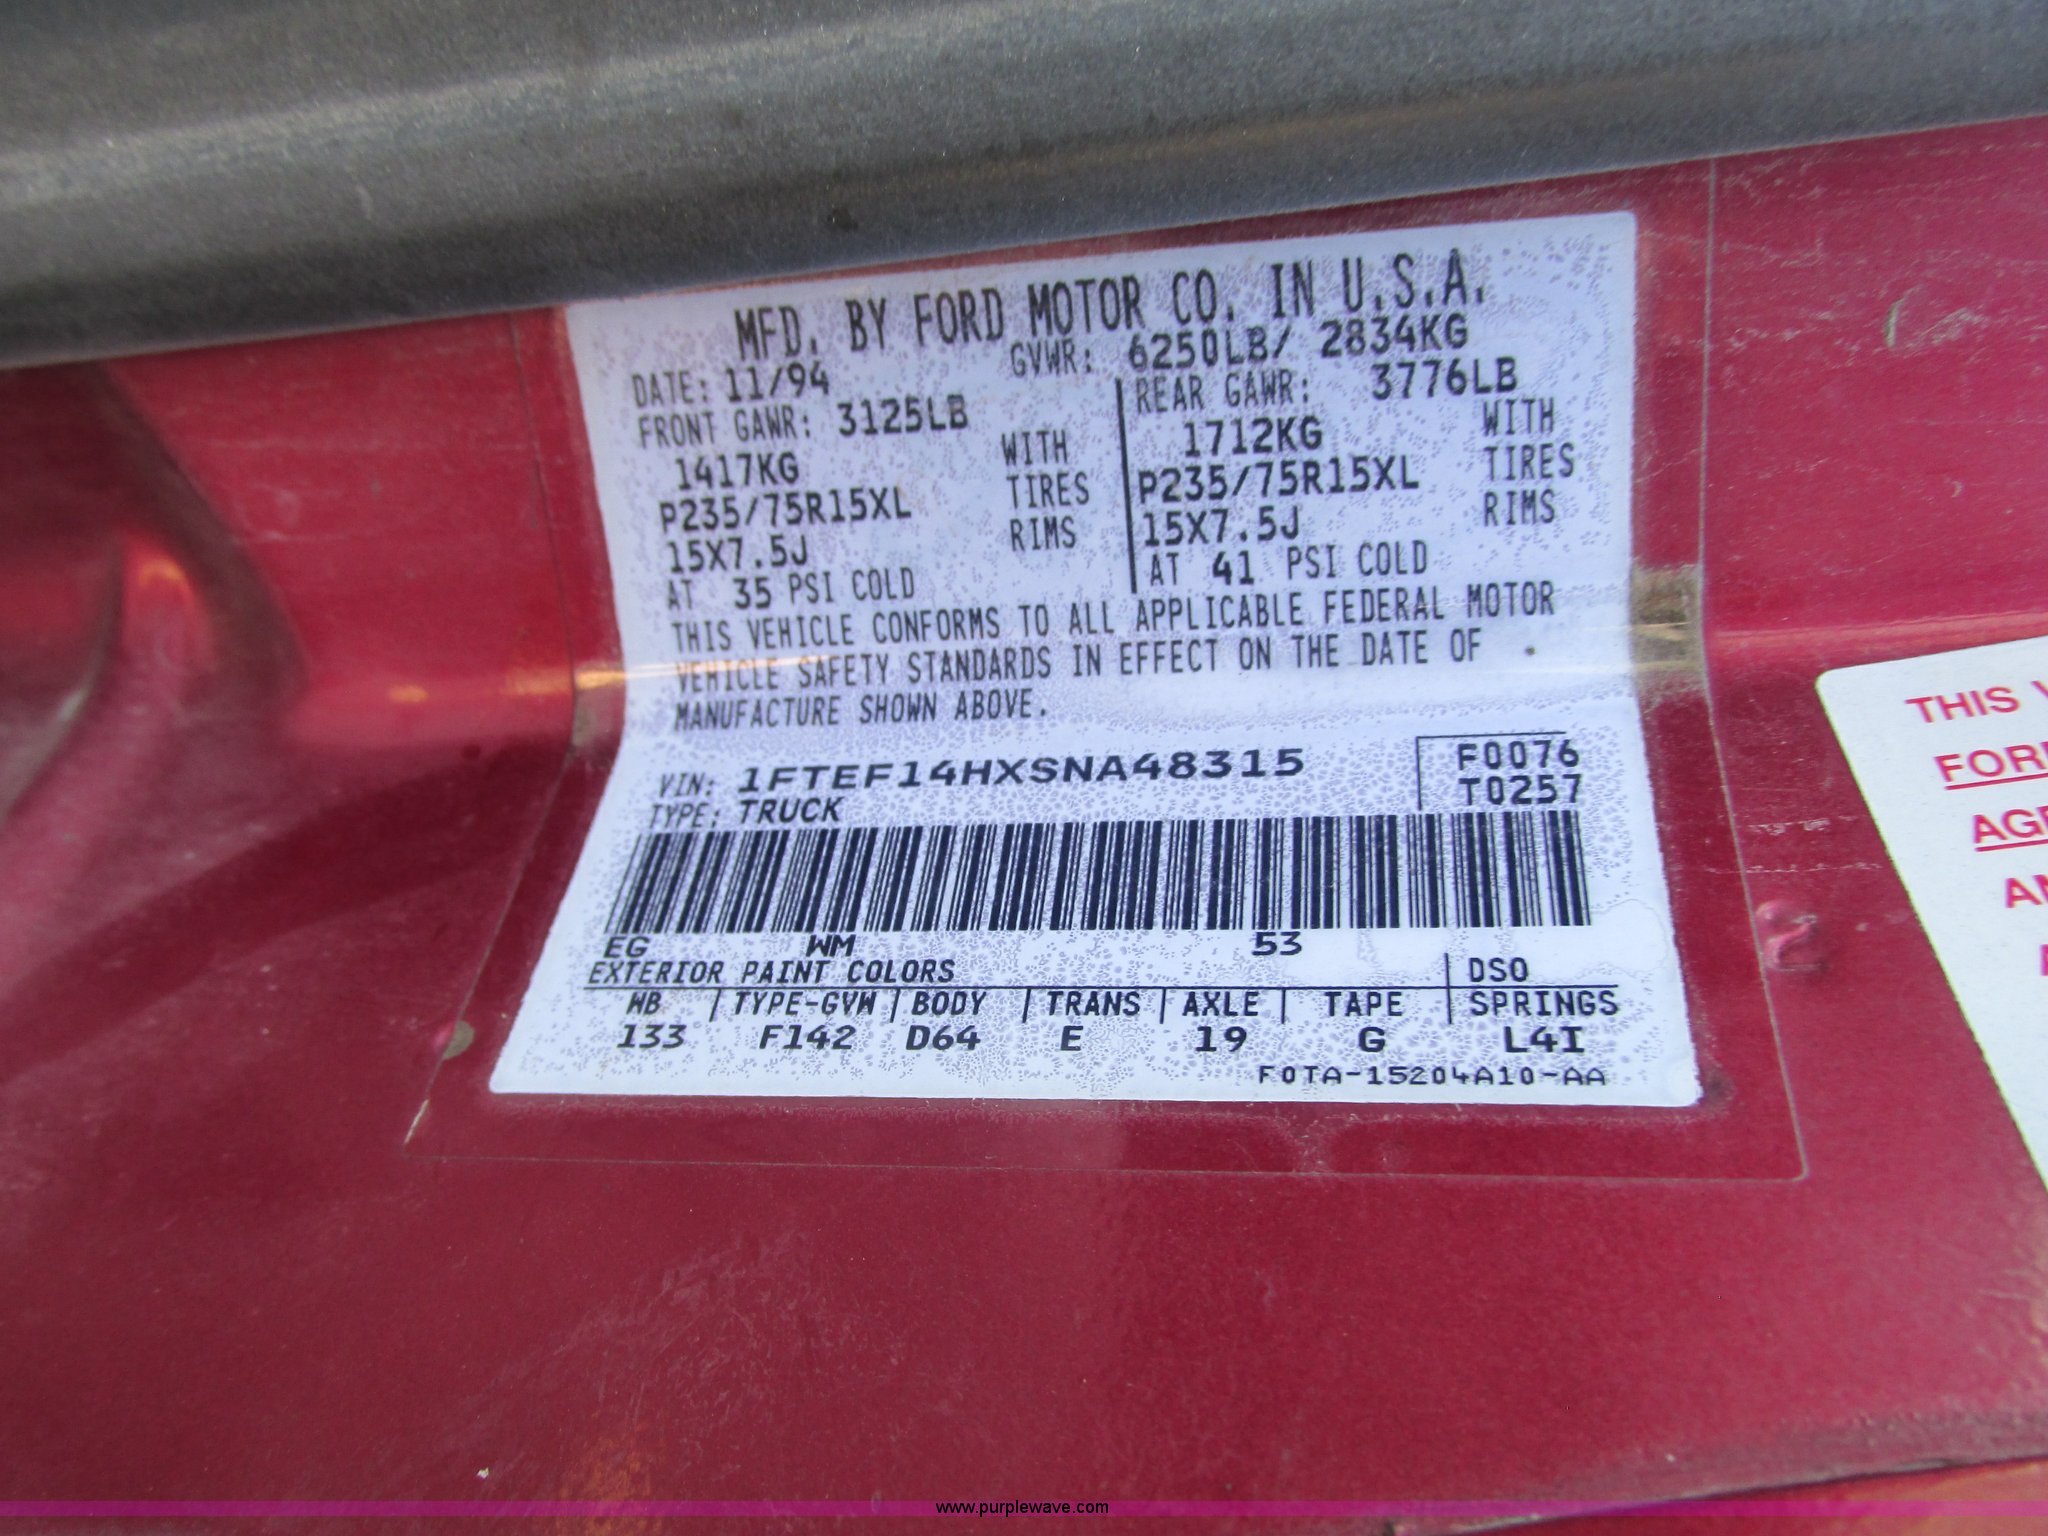 MFD. BY FORD MOTOR CO. IN U.S.A.
DATE: 11/94 GVWR: 6250LB/ 2834KG
FRONT GAWR: 3125LB REAR GAWR: 3776LB
1417KG WITH 1712KG WITH
P235/75R15XL TIRES P235/75R15XL TIRES
15X7.5J RIMS 15X7.5J RIMS
AT 35 PSI COLD AT 41 PSI COLD
THIS VEHICLE CONFORMS TO ALL APPLICABLE FEDERAL MOTOR
VEHICLE SAFETY STANDARDS IN EFFECT ON THE DATE OF
MANUFACTURE SHOWN ABOVE.
VIN: 1FTEF14HXSNA48315 F0076
TYPE: TRUCK T0257
EG WM 53
EXTERIOR PAINT COLORS DSO
WB TYPE-GVW BODY TRANS AXLE TAPE SPRINGS
133 F142 D64 E 19 G L4I
F0TA-15204A10-AA
THIS
FOR
AG
www.purplewave.com